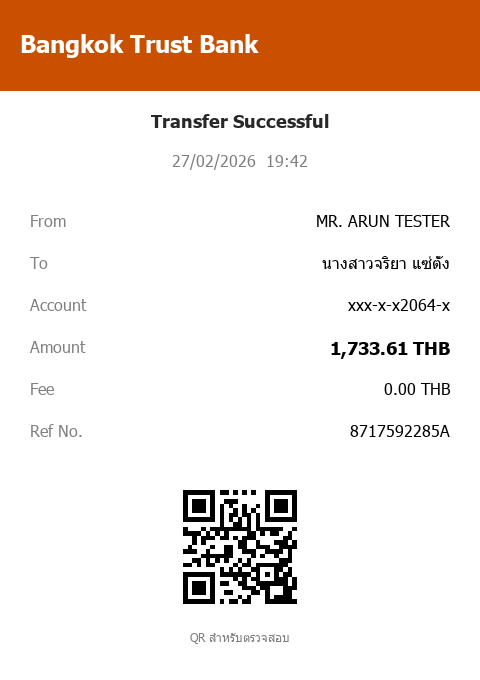 Bangkok Trust Bank
Transfer Successful
27/02/2026 19:42
From MR. ARUN TESTER
To นางสาวจริยา แซ่ตั้ง
Account xxx-x-x2064-x
Amount 1,733.61 THB
Fee 0.00 THB
Ref No. 8717592285A
QR สำหรับตรวจสอบ